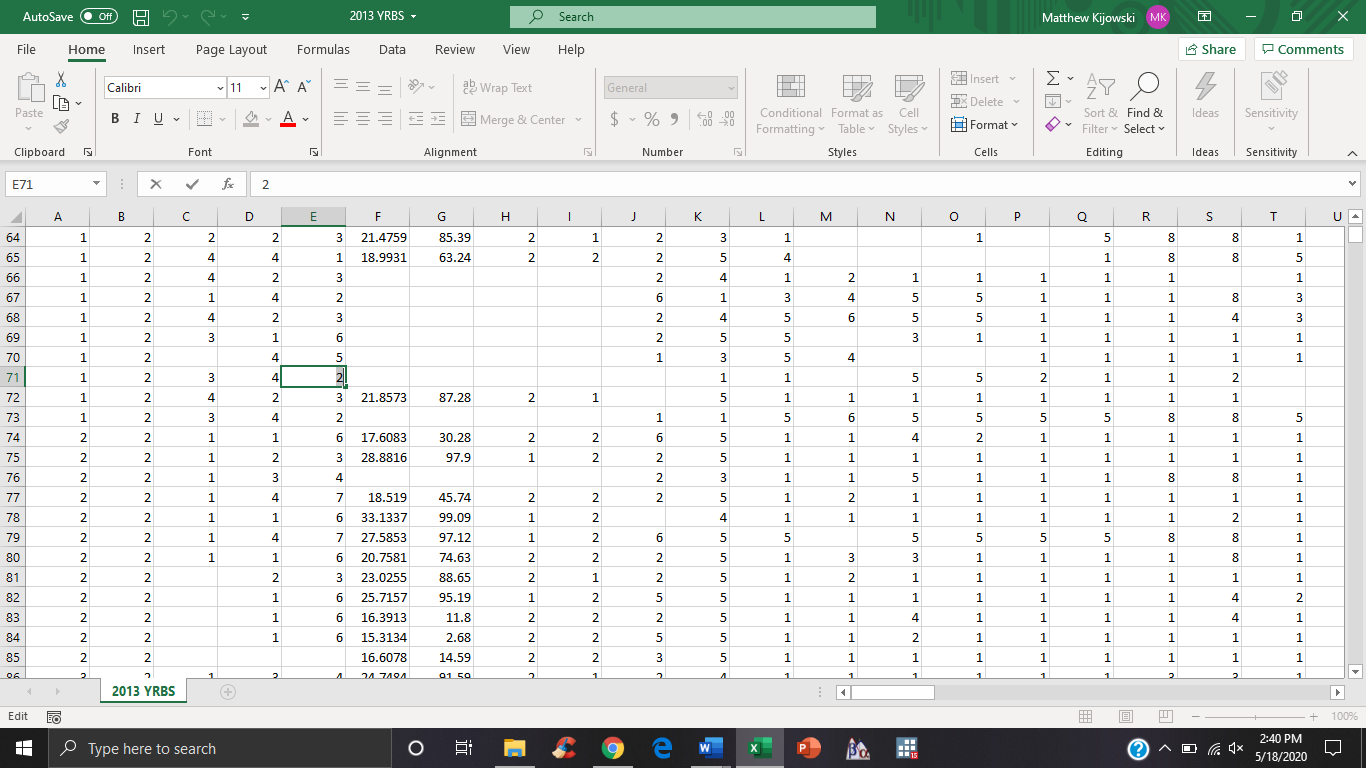 AutoSave Off 2013 YRBS Search Matthew Kijowski MK
File Home Insert Page Layout Formulas Data Review View Help Share Comments
Calibri 11 Wrap Text General Insert
Paste Conditional Format as Cell Delete Sort & Find & Ideas Sensitivity
B I U Merge & Center $ % Formatting Table Styles Format Filter Select
Clipboard Font Alignment Number Styles Cells Editing Ideas Sensitivity
E71 fx 2
A B C D E F G H I J K L M N O P Q R S T U
64 1 2 2 2 3 21.4759 85.39 2 1 2 3 1 1 5 8 8 1
65 1 2 4 4 1 18.9931 63.24 2 2 2 5 4 1 8 8 5
66 1 2 4 2 3 2 4 1 2 1 1 1 1 1 1
67 1 2 1 4 2 6 1 3 4 5 5 1 1 1 8 3
68 1 2 4 2 3 2 4 5 6 5 5 1 1 1 4 3
69 1 2 3 1 6 2 5 5 3 1 1 1 1 1 1
70 1 2 4 5 1 3 5 4 1 1 1 1 1
71 1 2 3 4 2 1 1 5 5 2 1 1 2
72 1 2 4 2 3 21.8573 87.28 2 1 5 1 1 1 1 1 1 1 1
73 1 2 3 4 2 1 1 5 6 5 5 5 5 8 8 5
74 2 2 1 1 6 17.6083 30.28 2 2 6 5 1 1 4 2 1 1 1 1 1
75 2 2 1 2 3 28.8816 97.9 1 2 2 5 1 1 1 1 1 1 1 1 1
76 2 2 1 3 4 2 3 1 1 5 1 1 1 8 8 1
77 2 2 1 4 7 18.519 45.74 2 2 2 5 1 2 1 1 1 1 1 1 1
78 2 2 1 1 6 33.1337 99.09 1 2 4 1 1 1 1 1 1 1 2 1
79 2 2 1 4 7 27.5853 97.12 1 2 6 5 5 5 5 5 5 8 8 1
80 2 2 1 1 6 20.7581 74.63 2 2 2 5 1 3 3 1 1 1 1 8 1
81 2 2 2 3 23.0255 88.65 2 1 2 5 1 2 1 1 1 1 1 1 1
82 2 2 1 6 25.7157 95.19 1 2 5 5 1 1 1 1 1 1 1 4 2
83 2 2 1 6 16.3913 11.8 2 2 2 5 1 1 4 1 1 1 1 4 1
84 2 2 1 6 15.3134 2.68 2 2 5 5 1 1 2 1 1 1 1 1 1
85 2 2 16.6078 14.59 2 2 3 5 1 1 1 1 1 1 1 1 1
86 3 2 1 3 4 24.7484 91.59 2 1 2 4 1 1 1 1 1 1 3 3 1
2013 YRBS
Edit 100%
Type here to search 2:40 PM
5/18/2020